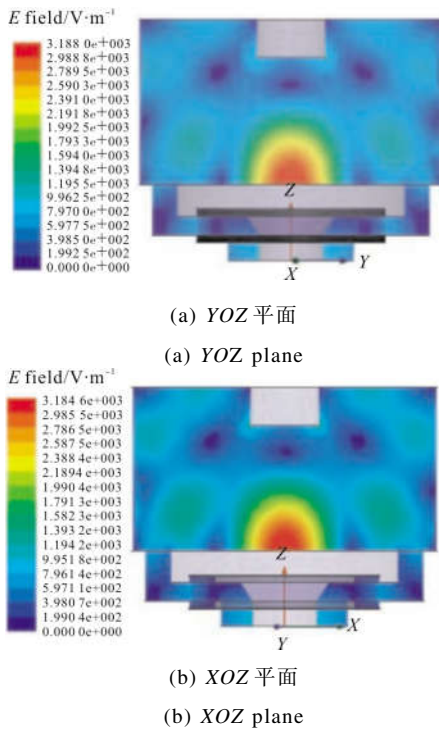 E field/V·m⁻¹
3.188 0e+003
2.988 8e+003
2.789 5e+003
2.590 3e+003
2.391 0e+003
2.191 8e+003
1.992 5e+003
1.793 3e+003
1.594 0e+003
1.394 8e+003
1.195 5e+003
9.962 5e+002
7.970 0e+002
5.977 5e+002
3.985 0e+002
1.992 5e+002
0.000 0e+000
Z
X
Y
(a) YOZ 平面
(a) YOZ plane
E field/V·m⁻¹
3.184 6e+003
2.985 5e+003
2.786 5e+003
2.587 5e+003
2.388 4e+003
2.1894 e+003
1.990 4e+003
1.791 3e+003
1.582 3e+003
1.393 2e+003
1.194 2e+003
9.951 8e+002
7.961 4e+002
5.971 1e+002
3.980 7e+002
1.990 4e+002
0.000 0e+000
Z
Y
X
(b) XOZ 平面
(b) XOZ plane